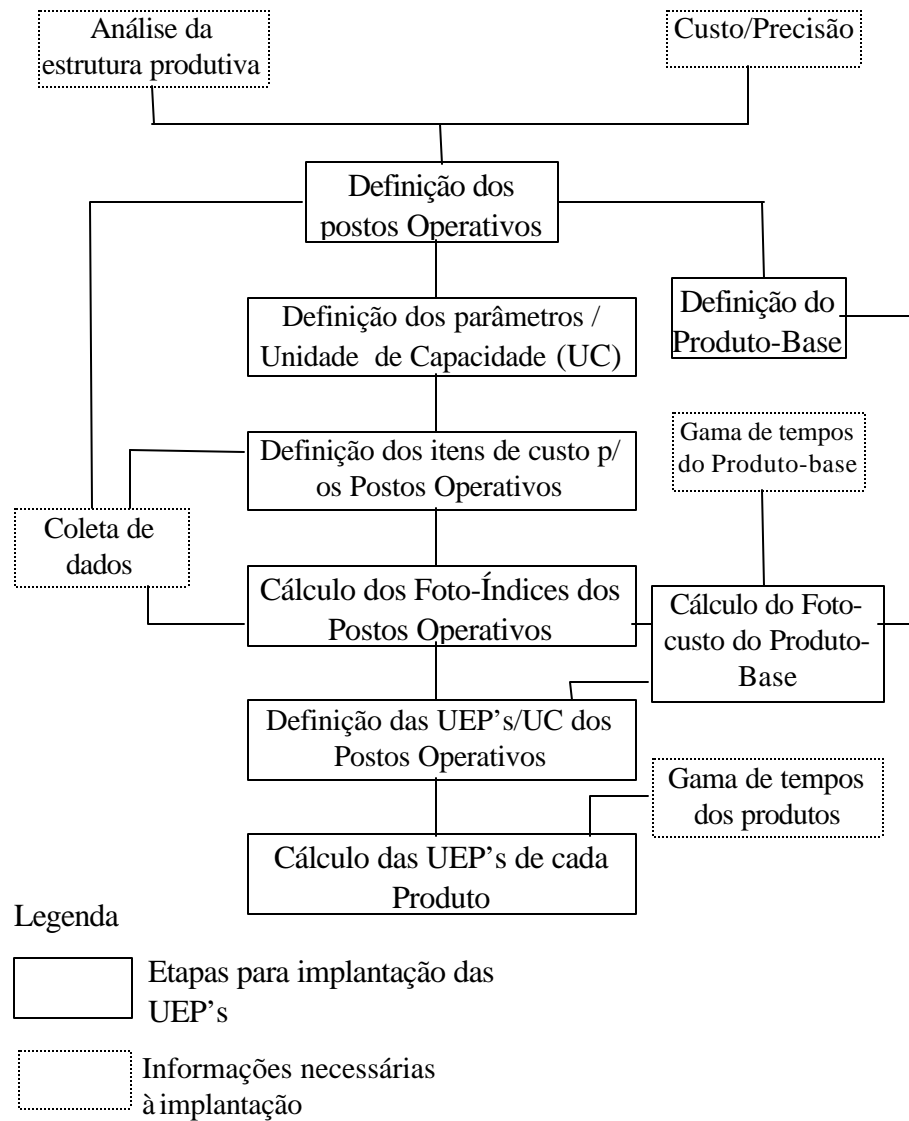 Análise da
estrutura produtiva
Custo/Precisão
Definição dos
postos Operativos
Definição dos parâmetros /
Unidade de Capacidade (UC)
Definição do
Produto-Base
Definição dos itens de custo p/
os Postos Operativos
Gama de tempos
do Produto-base
Coleta de
dados
Cálculo dos Foto-Índices dos
Postos Operativos
Cálculo do Foto-
custo do Produto-
Base
Definição das UEP’s/UC dos
Postos Operativos
Gama de tempos
dos produtos
Cálculo das UEP’s de cada
Produto
Legenda
Etapas para implantação das
UEP’s
Informações necessárias
à implantação